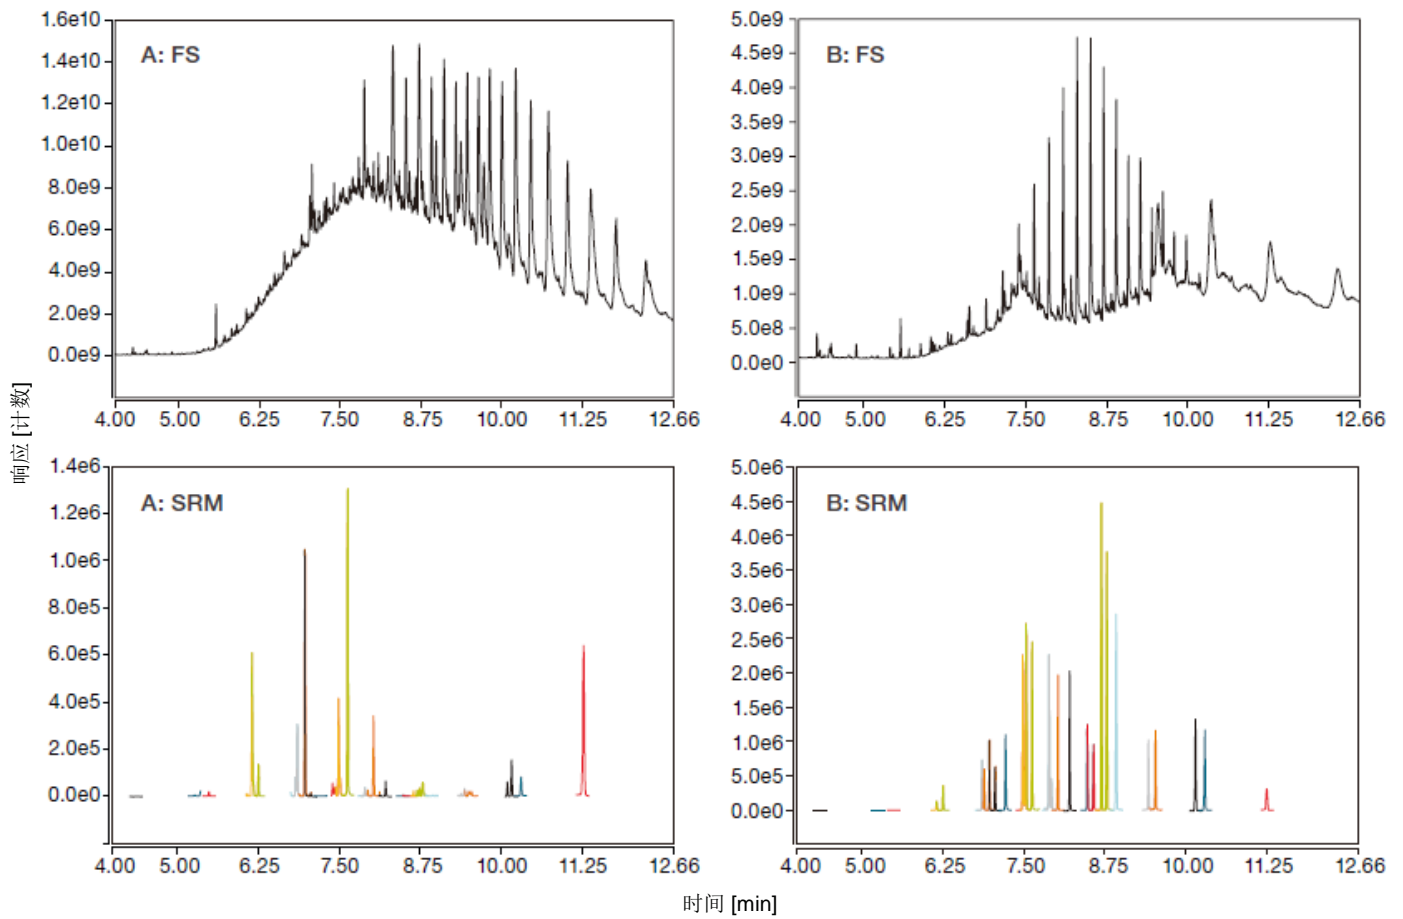 A: FS
1.6e10
1.4e10
1.2e10
1.0e10
8.0e9
6.0e9
4.0e9
2.0e9
0.0e9
4.00 5.00 6.25 7.50 8.75 10.00 11.25 12.66
B: FS
5.0e9
4.5e9
4.0e9
3.5e9
3.0e9
2.5e9
2.0e9
1.5e9
1.0e9
5.0e8
0.0e0
4.00 5.00 6.25 7.50 8.75 10.00 11.25 12.66
响应 [计数]
A: SRM
1.4e6
1.2e6
1.0e6
8.0e5
6.0e5
4.0e5
2.0e5
0.0e0
4.00 5.00 6.25 7.50 8.75 10.00 11.25 12.66
B: SRM
5.0e6
4.5e6
4.0e6
3.5e6
3.0e6
2.5e6
2.0e6
1.5e6
1.0e6
5.0e5
0.0e0
4.00 5.00 6.25 7.50 8.75 10.00 11.25 12.66
时间 [min]